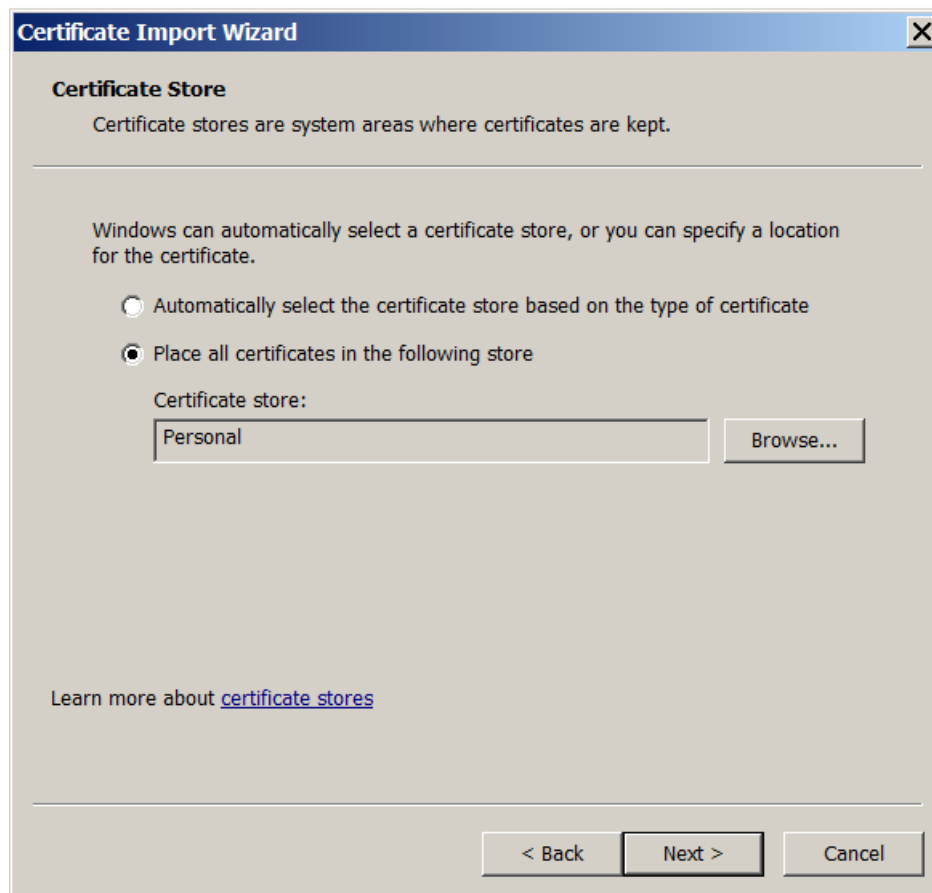 Certificate Import Wizard
Certificate Store
Certificate stores are system areas where certificates are kept.
Windows can automatically select a certificate store, or you can specify a location
for the certificate.
Automatically select the certificate store based on the type of certificate
Place all certificates in the following store
Certificate store:
Personal
Browse...
Learn more about certificate stores
< Back
Next >
Cancel